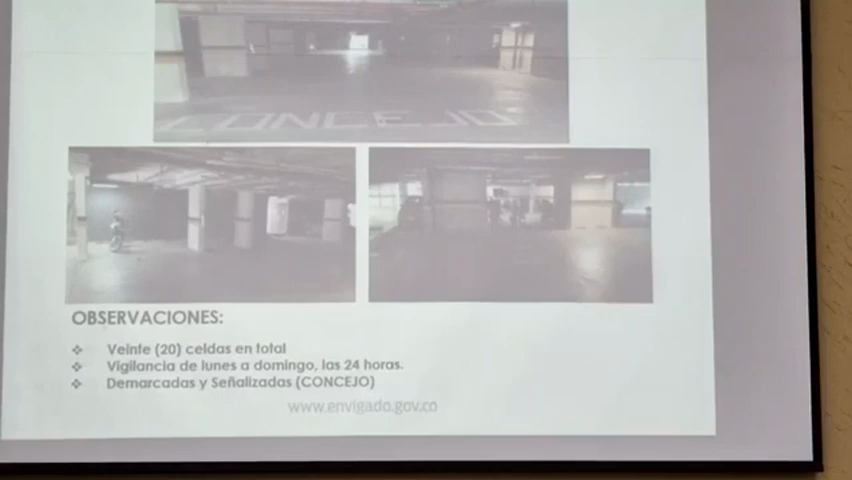 CONCEJO
OBSERVACIONES:
❖ Veinte (20) celdas en total
❖ Vigilancia de lunes a domingo, las 24 horas.
❖ Demarcadas y Señalizadas (CONCEJO)
www.envigado.gov.co